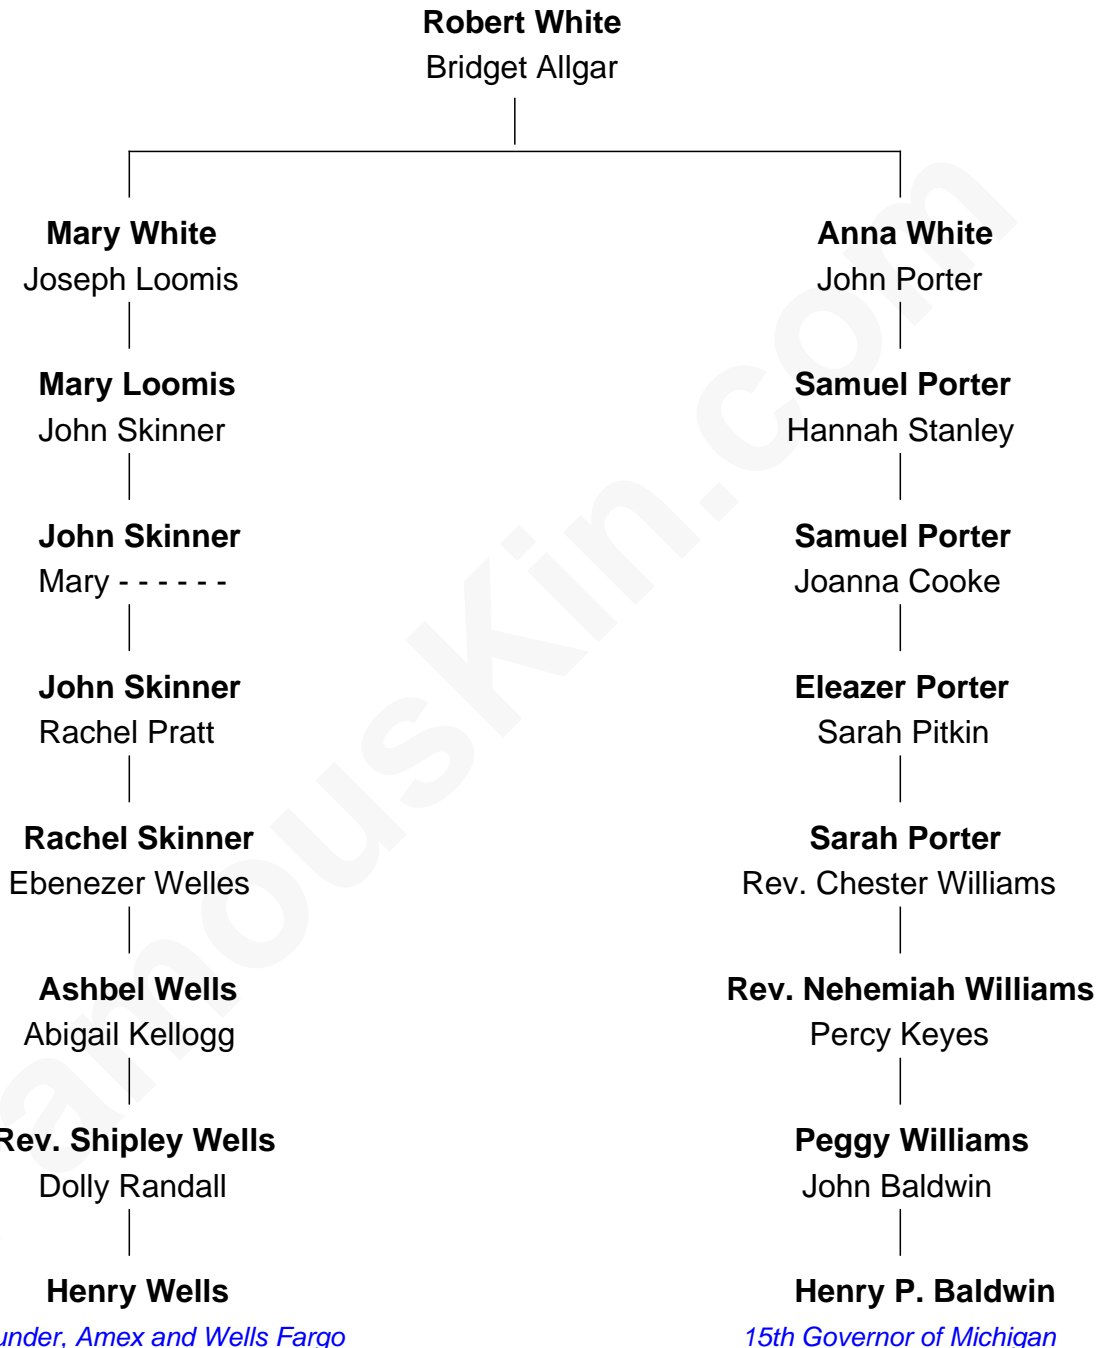 Robert White
Bridget Allgar
Mary White
Joseph Loomis
Anna White
John Porter
Mary Loomis
John Skinner
Samuel Porter
Hannah Stanley
John Skinner
Mary - - - - - -
Samuel Porter
Joanna Cooke
John Skinner
Rachel Pratt
Eleazer Porter
Sarah Pitkin
Rachel Skinner
Ebenezer Welles
Sarah Porter
Rev. Chester Williams
Ashbel Wells
Abigail Kellogg
Rev. Nehemiah Williams
Percy Keyes
Rev. Shipley Wells
Dolly Randall
Peggy Williams
John Baldwin
Henry Wells
under, Amex and Wells Fargo
Henry P. Baldwin
15th Governor of Michigan
amouskin.com